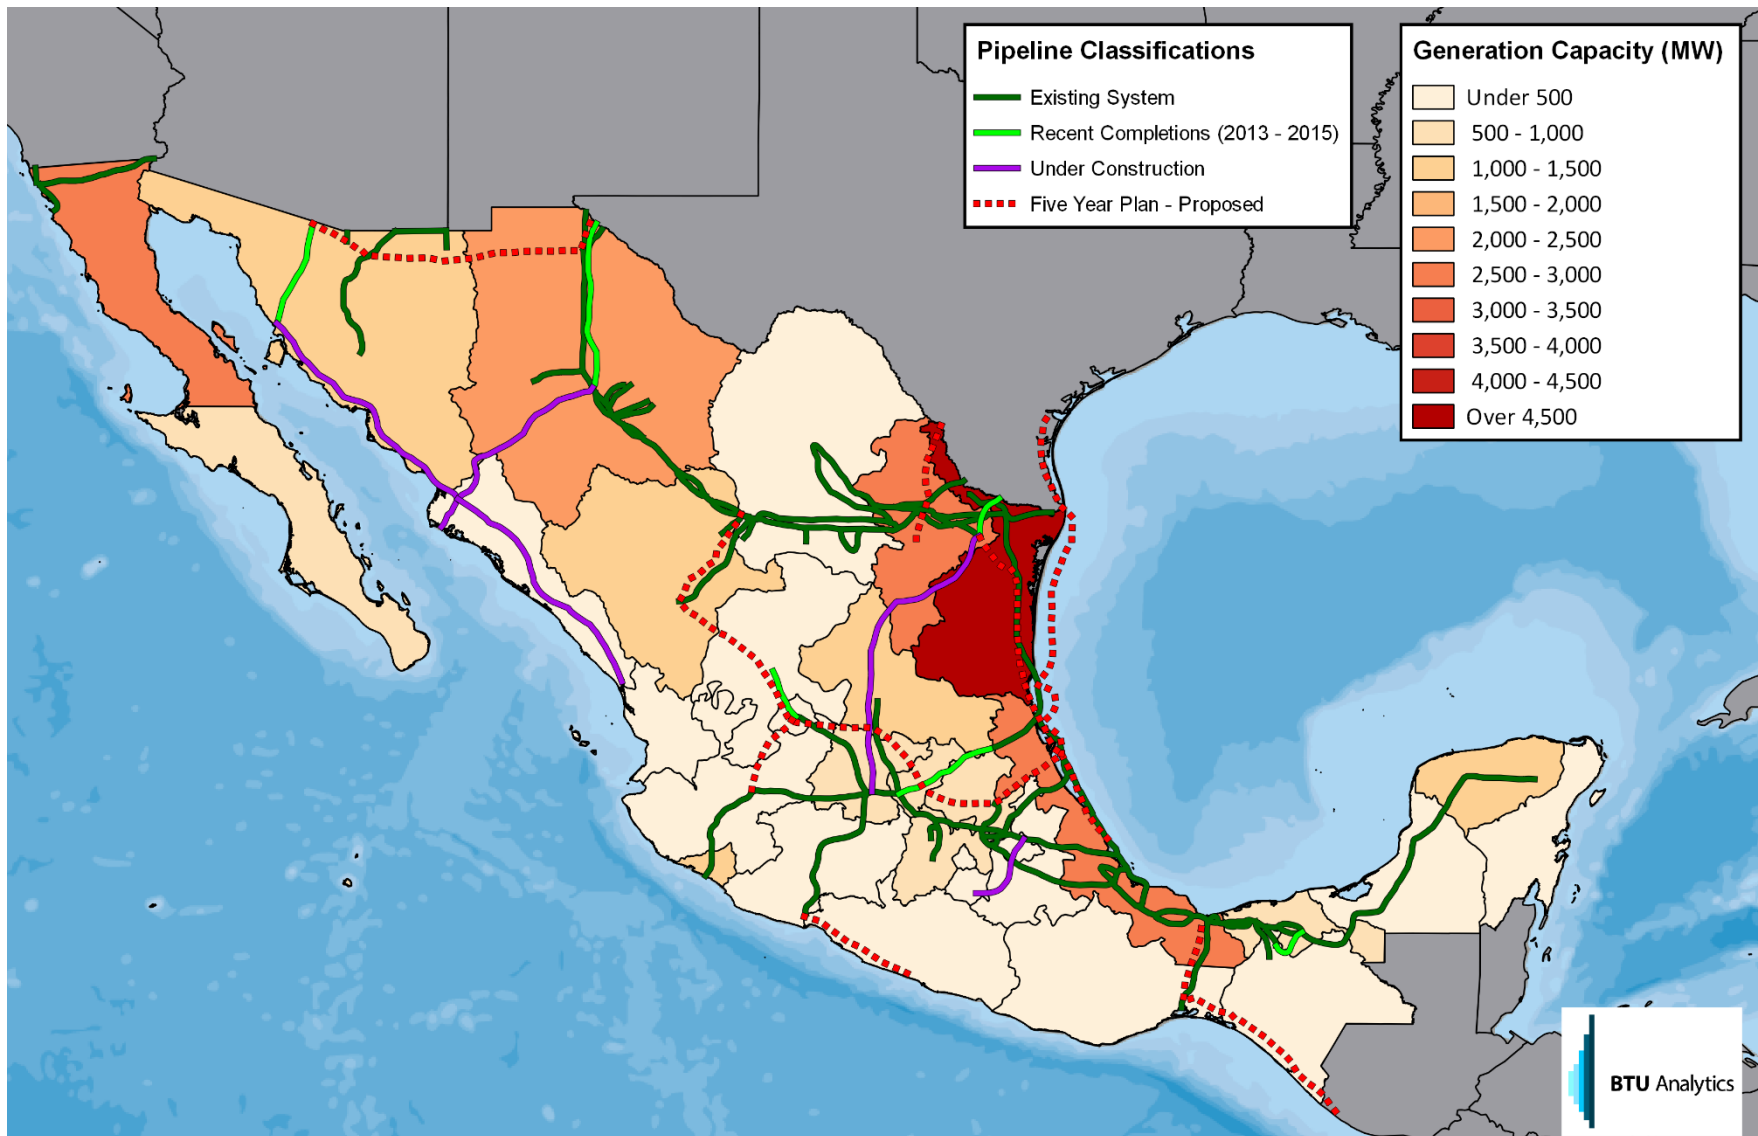 Pipeline Classifications
Existing System
Recent Completions (2013 - 2015)
Under Construction
Five Year Plan - Proposed
Generation Capacity (MW)
Under 500
500 - 1,000
1,000 - 1,500
1,500 - 2,000
2,000 - 2,500
2,500 - 3,000
3,000 - 3,500
3,500 - 4,000
4,000 - 4,500
Over 4,500
BTU Analytics